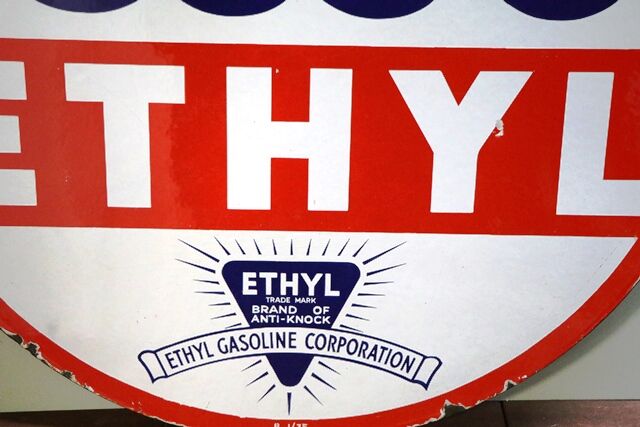 ETHYL
ETHYL
TRADE MARK
BRAND OF
ANTI-KNOCK
ETHYL GASOLINE CORPORATION